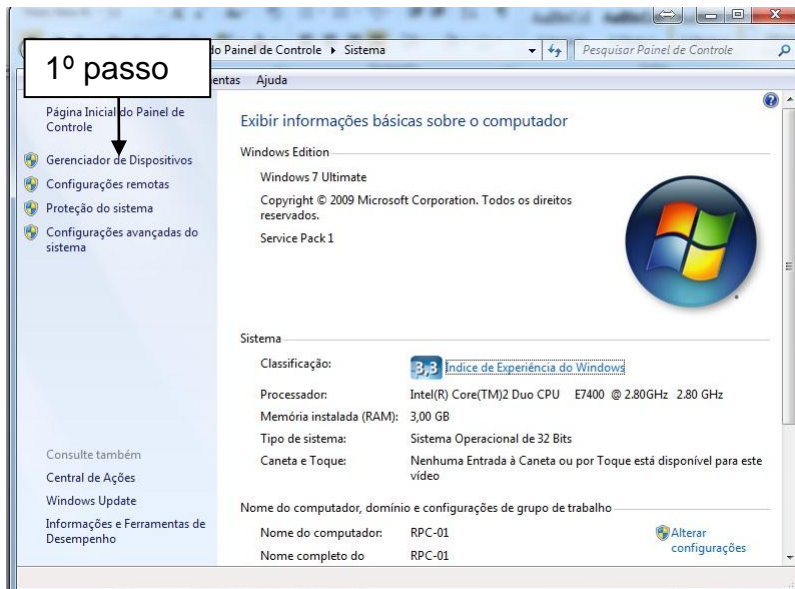 do Painel de Controle ▸ Sistema
Pesquisar Painel de Controle
1º passo
entas Ajuda
Página Inicial do Painel de
Controle
Gerenciador de Dispositivos
Configurações remotas
Proteção do sistema
Configurações avançadas do
sistema
Consulte também
Central de Ações
Windows Update
Informações e Ferramentas de
Desempenho
Exibir informações básicas sobre o computador
Windows Edition
Windows 7 Ultimate
Copyright © 2009 Microsoft Corporation. Todos os direitos
reservados.
Service Pack 1
Sistema
Classificação: 3,3 Índice de Experiência do Windows
Processador: Intel(R) Core(TM)2 Duo CPU E7400 @ 2.80GHz 2.80 GHz
Memória instalada (RAM): 3,00 GB
Tipo de sistema: Sistema Operacional de 32 Bits
Caneta e Toque: Nenhuma Entrada à Caneta ou por Toque está disponível para este
vídeo
Nome do computador, domínio e configurações de grupo de trabalho
Nome do computador: RPC-01 Alterar
configurações
Nome completo do RPC-01